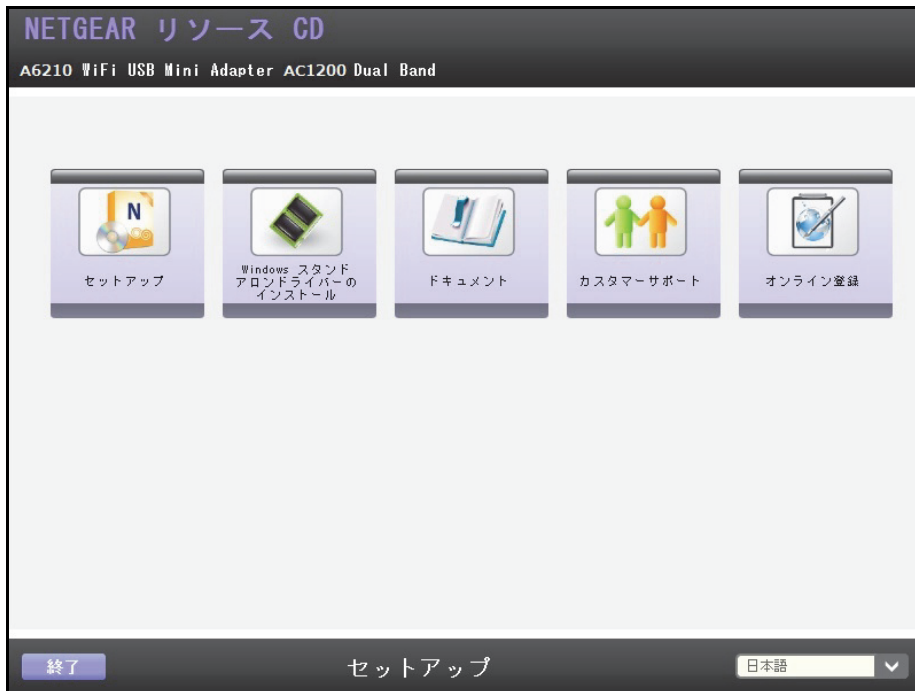 NETGEAR リソース CD
A6210 WiFi USB Mini Adapter AC1200 Dual Band
N
セットアップ
Windows スタンド
アロンドライバーの
インストール
ドキュメント
カスタマーサポート
オンライン登録
終了
セットアップ
日本語